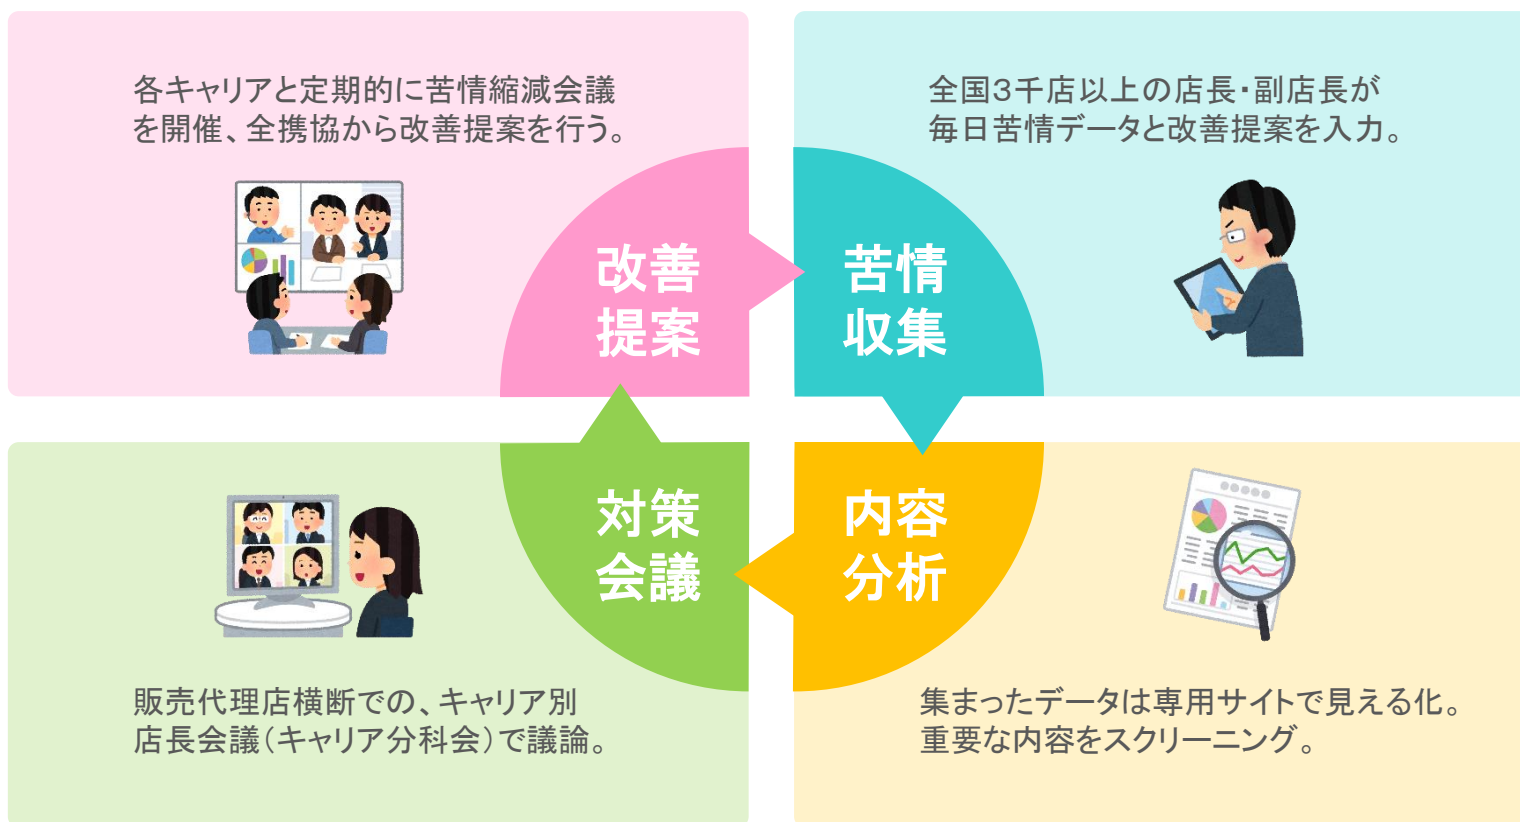 各キャリアと定期的に苦情縮減会議
を開催、全携協から改善提案を行う。
改善
提案
全国3千店以上の店長・副店長が
毎日苦情データと改善提案を入力。
苦情
収集
対策
会議
販売代理店横断での、キャリア別
店長会議(キャリア分科会)で議論。
内容
分析
集まったデータは専用サイトで見える化。
重要な内容をスクリーニング。